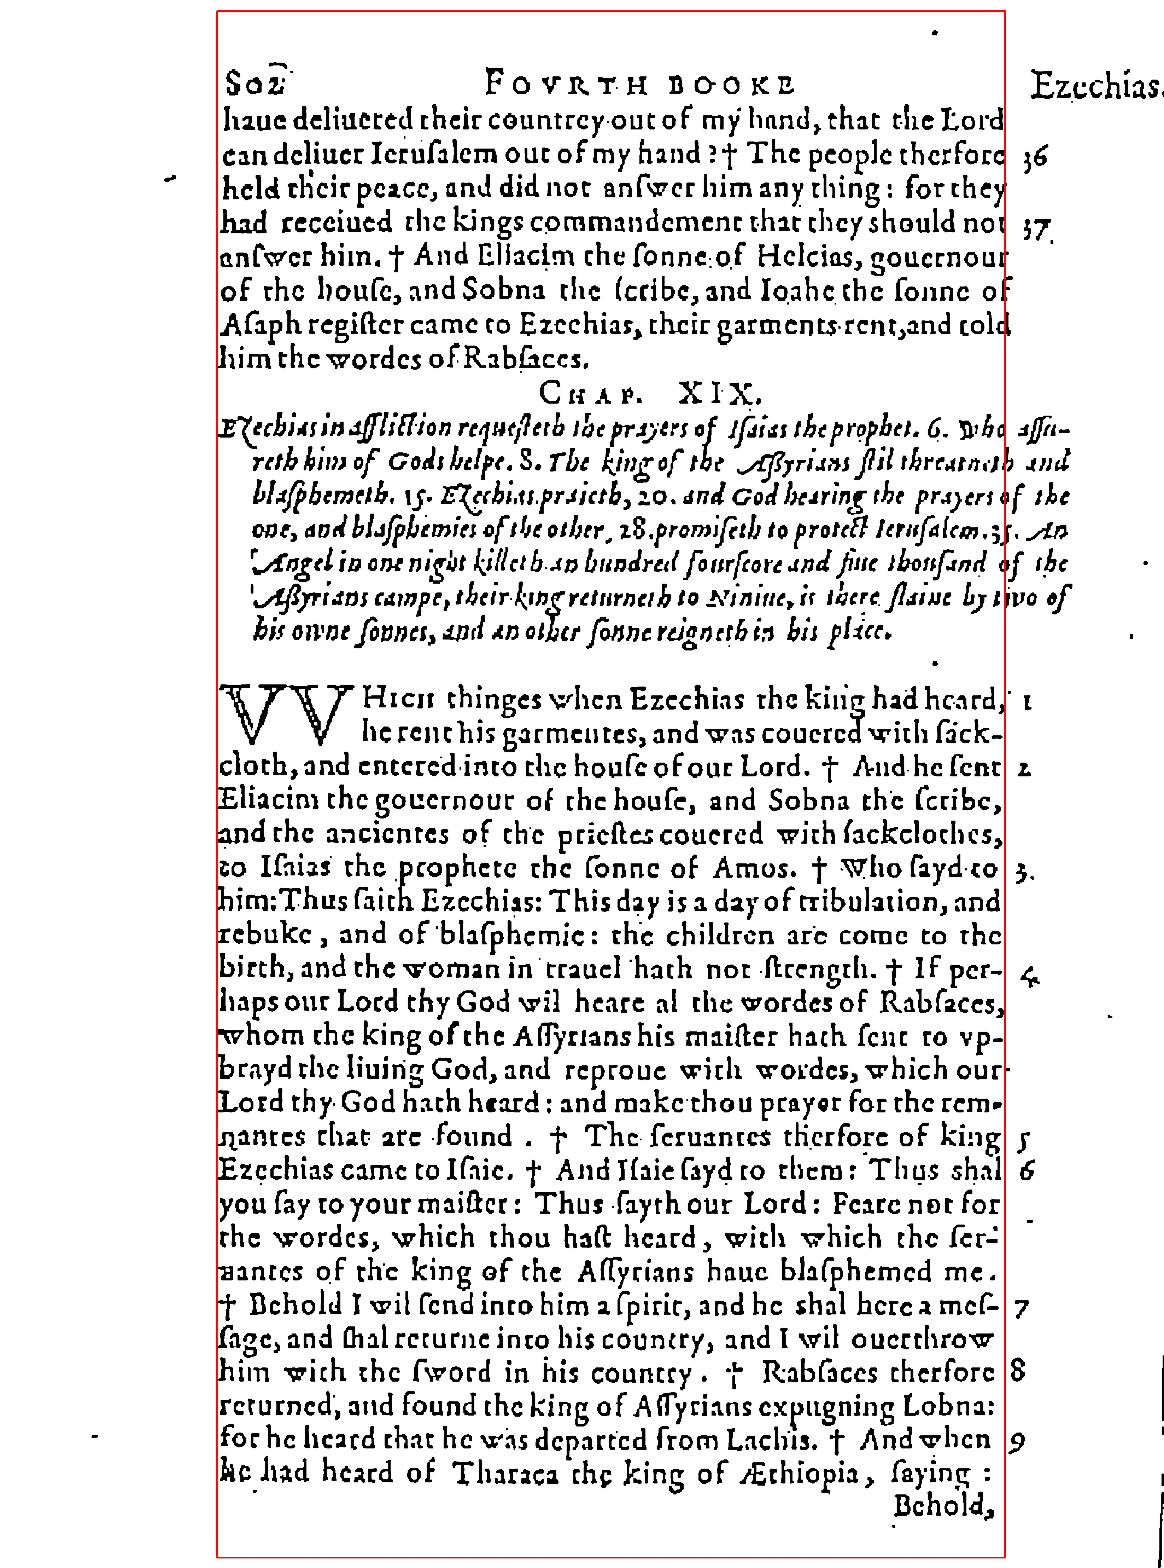 802 FOVRTH BOOKE Ezechias.
haue deliuered their countrey out of my hand, that the Lord
can deliuer Ieruſalem out of my hand? † The people therfore 36
held their peace, and did not anſwer him any thing: for they
had receiued the kings commandement that they should not 37.
anſwer him. † And Eliacim the ſonne of Helcias, gouernour
of the houſe, and Sobna the ſcribe, and Ioahe the ſonne of
Aſaph regiſter came to Ezechias, their garments rent, and told
him the wordes of Rabſaces.
CHAP. XIX.
Ezechias in affliction requeſteth the prayers of Iſaias the prophet. 6. Who aſſu-
reth him of Gods helpe. 8. The king of the Aſſyrians ſtil threatneth and
blaſphemeth. 15. Ezechias praieth, 20. and God hearing the prayers of the
one, and blaſphemies of the other, 28. promiſeth to protect Ieruſalem. 35. An
Angel in one night killeth an hundred fourſcore and fiue thouſand of the
Aſſyrians campe, their king returneth to Niniue, is there ſlaine by two of
his owne ſonnes, and an other ſonne reigneth in his place.
VVHICH thinges when Ezechias the king had heard, 1
he rent his garmentes, and was couered with ſack-
cloth, and entered into the houſe of our Lord. † And he ſent 2
Eliacim the gouernour of the houſe, and Sobna the ſcribe,
and the ancientes of the prieſtes couered with ſackclothes,
to Iſaias the prophete the ſonne of Amos. † Who ſayd to 3.
him: Thus ſaith Ezechias: This day is a day of tribulation, and
rebuke, and of blaſphemie: the children are come to the
birth, and the woman in trauel hath not ſtrength. † If per- 4
haps our Lord thy God wil heare al the wordes of Rabſaces,
whom the king of the Aſſyrians his maiſter hath ſent to vp-
brayd the liuing God, and reproue with wordes, which our
Lord thy God hath heard: and make thou prayer for the rem-
nantes that are found. † The ſeruantes therfore of king 5
Ezechias came to Iſaie. † And Iſaie ſayd to them: Thus shal 6
you ſay to your maiſter: Thus ſayth our Lord: Feare not for
the wordes, which thou haſt heard, with which the ſer-
uantes of the king of the Aſſyrians haue blaſphemed me.
† Behold I wil ſend into him a ſpirit, and he shal here a meſ- 7
ſage, and ſhal returne into his country, and I wil ouerthrow
him with the ſword in his country. † Rabſaces therfore 8
returned, and found the king of Aſſyrians expugning Lobna:
for he heard that he was departed from Lachis. † And when 9
he had heard of Tharaca the king of Æthiopia, ſaying:
Behold,